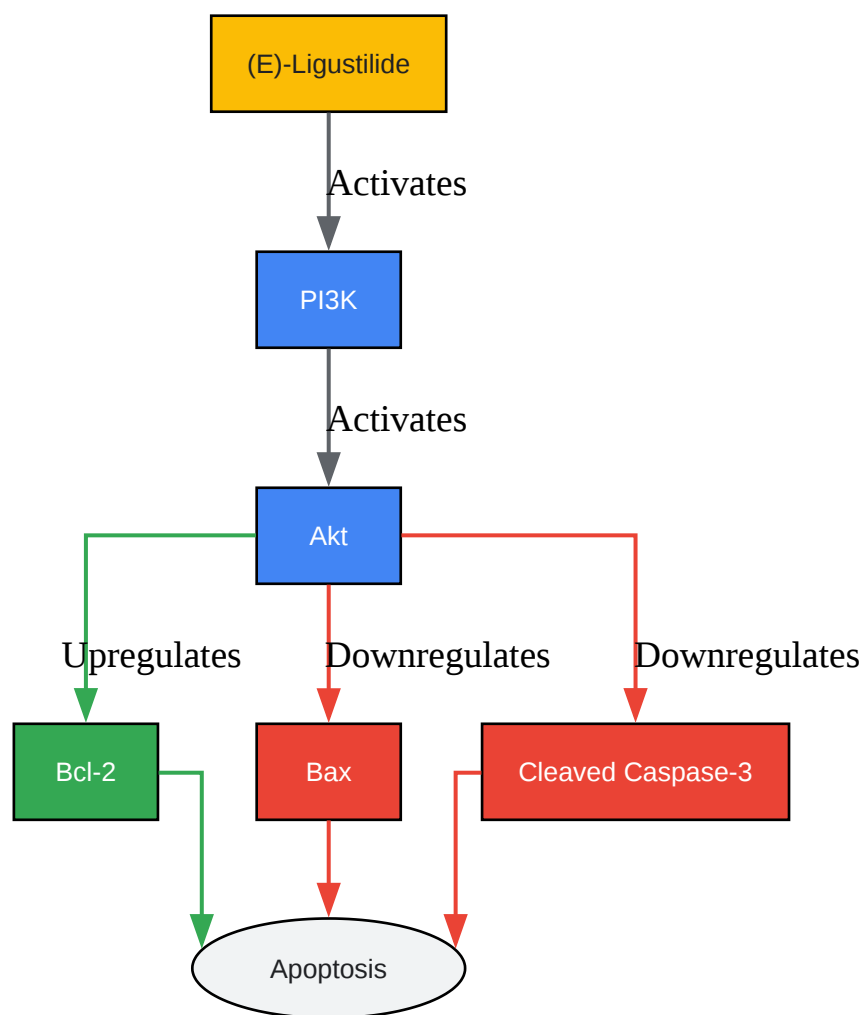 (E)-Ligustilide
Activates
PI3K
Activates
Akt
Upregulates
Downregulates
Downregulates
Bcl-2
Bax
Cleaved Caspase-3
Apoptosis